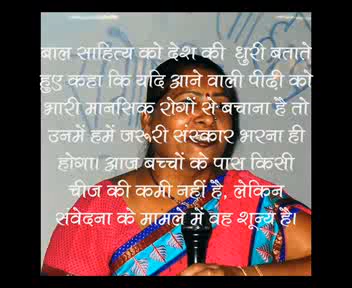 बाल साहित्य को देश की धुरी बताते
हुए कहा कि यदि आने वाली पीढ़ी को
भारी मानसिक रोगों से बचाना है तो
उनमें हमें जरूरी संस्कार भरना ही
होगा। आज बच्चों के पास किसी
चीज की कमी नहीं है, लेकिन
संवेदना के मामले में वह शून्य है।